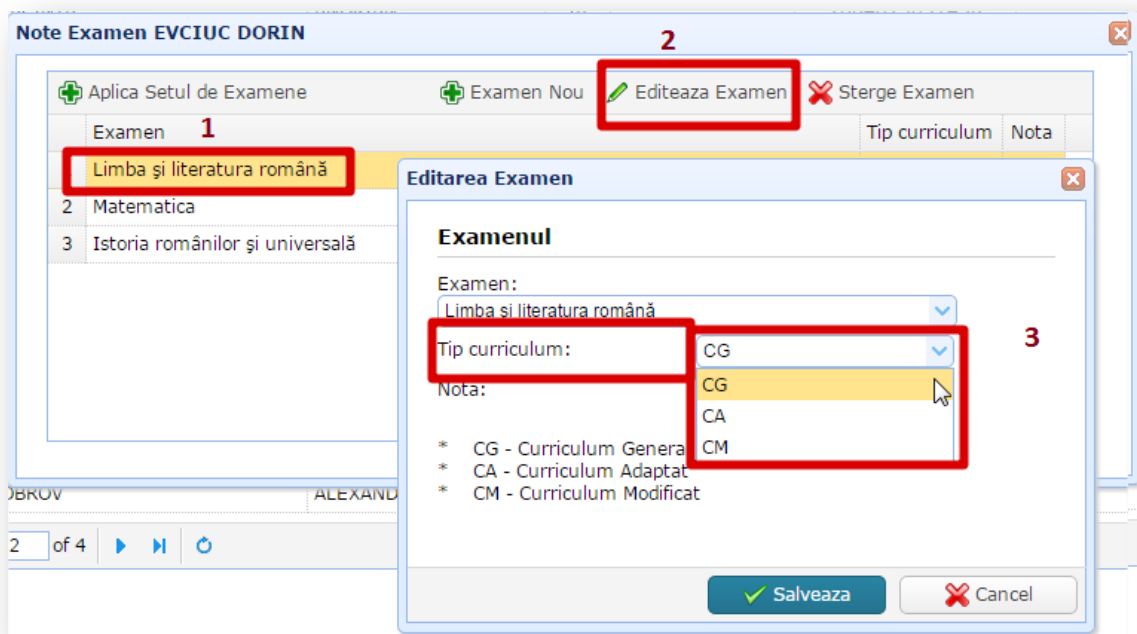 Note Examen EVCIUC DORIN
2
Aplica Setul de Examene Examen Nou Editeaza Examen Sterge Examen
Examen 1 Tip curriculum Nota
Limba şi literatura română
2 Matematica
3 Istoria românilor şi universală
Editarea Examen
Examenul
Examen:
Limba şi literatura română
Tip curriculum: CG 3
CG
Nota:
CA
CM
* CG - Curriculum Genera
* CA - Curriculum Adaptat
* CM - Curriculum Modificat
OBROV ALEXAND
2 of 4
Salveaza Cancel